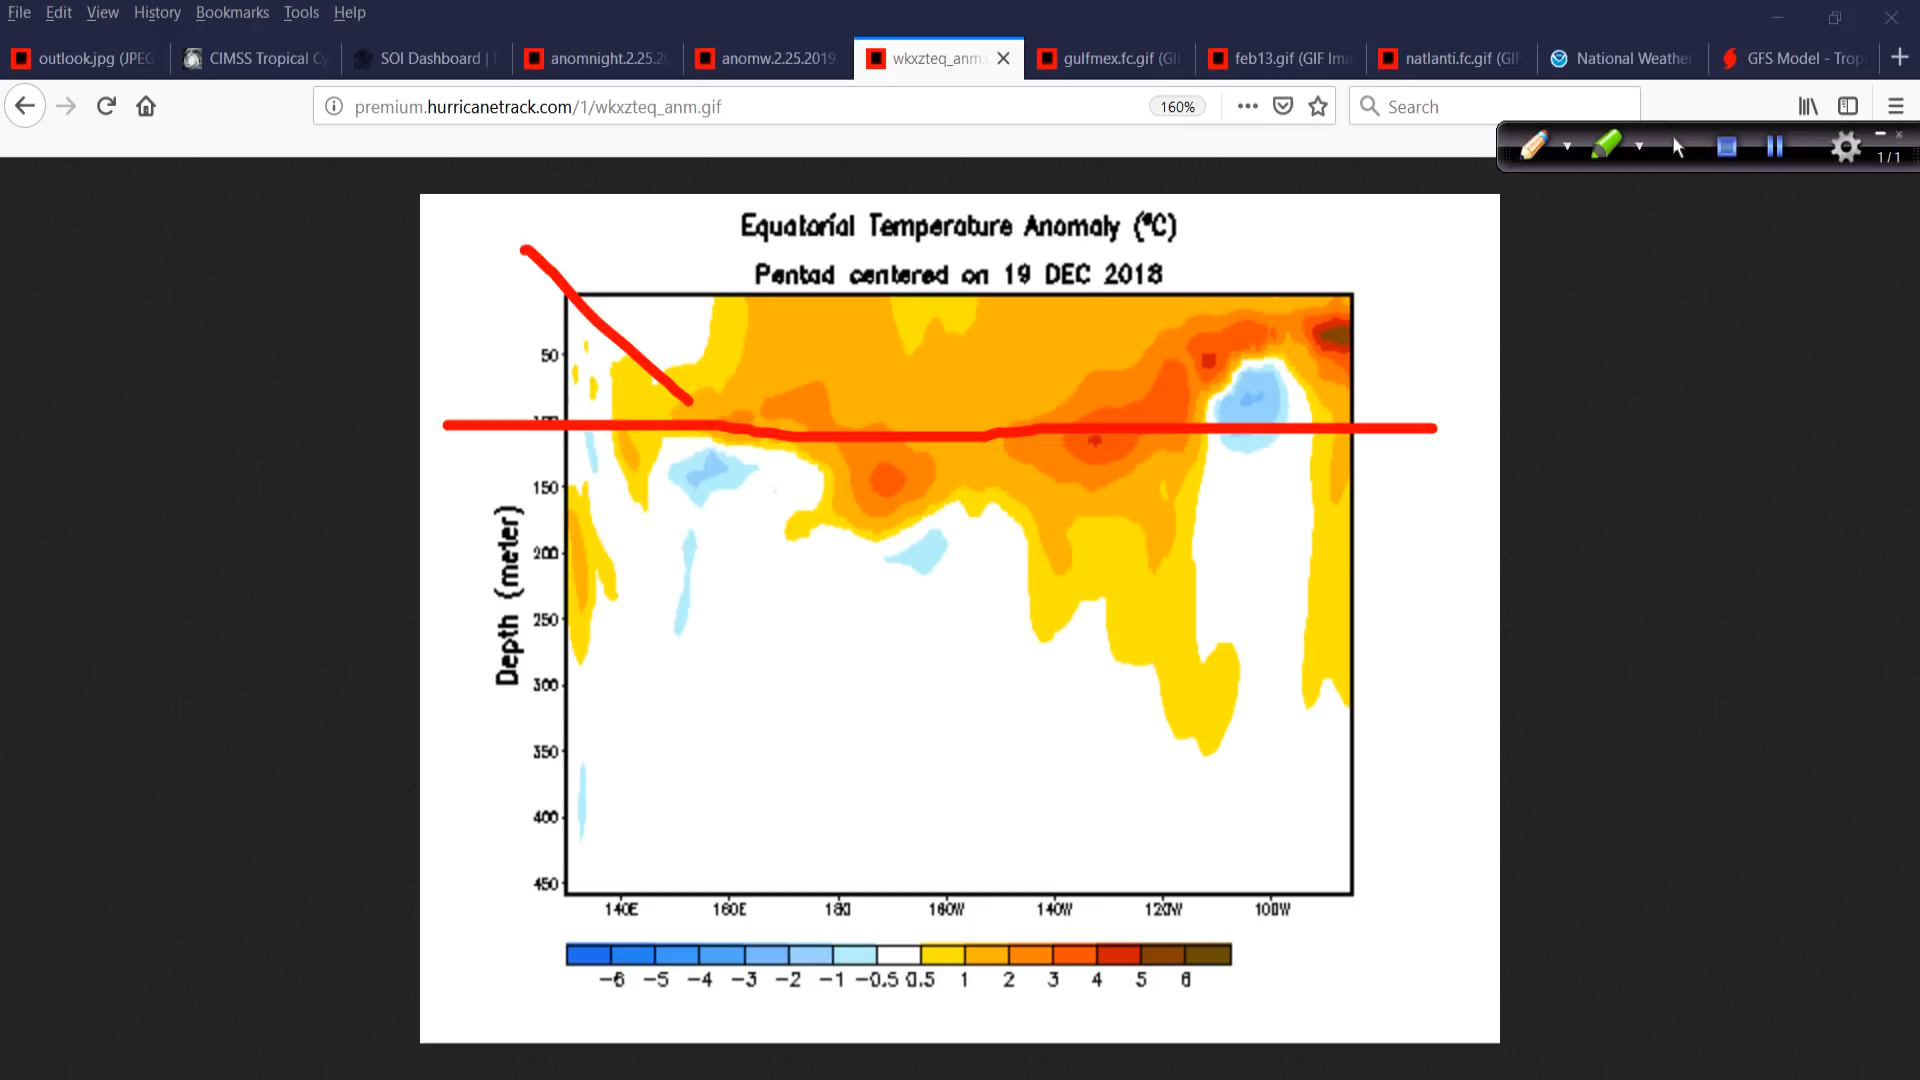 File Edit View History Bookmarks Tools Help
outlook.jpg (JPEG
CIMSS Tropical Cy
SOI Dashboard |
anomnight.2.25.20
anomw.2.25.2019
wkxzteq_anm.
gulfmex.fc.gif (GI
feb13.gif (GIF Ima
natlanti.fc.gif (GIF
National Weather
GFS Model - Trop
premium.hurricanetrack.com/1/wkxzteq_anm.gif
160%
Search
1/1
Equatorial Temperature Anomaly (°C)
Pentad centered on 19 DEC 2018
Depth (meter)
50
150
200
250
300
350
400
450
140E 160E 180 160W 140W 120W 100W
-6 -5 -4 -3 -2 -1 -0.5 0.5 1 2 3 4 5 6